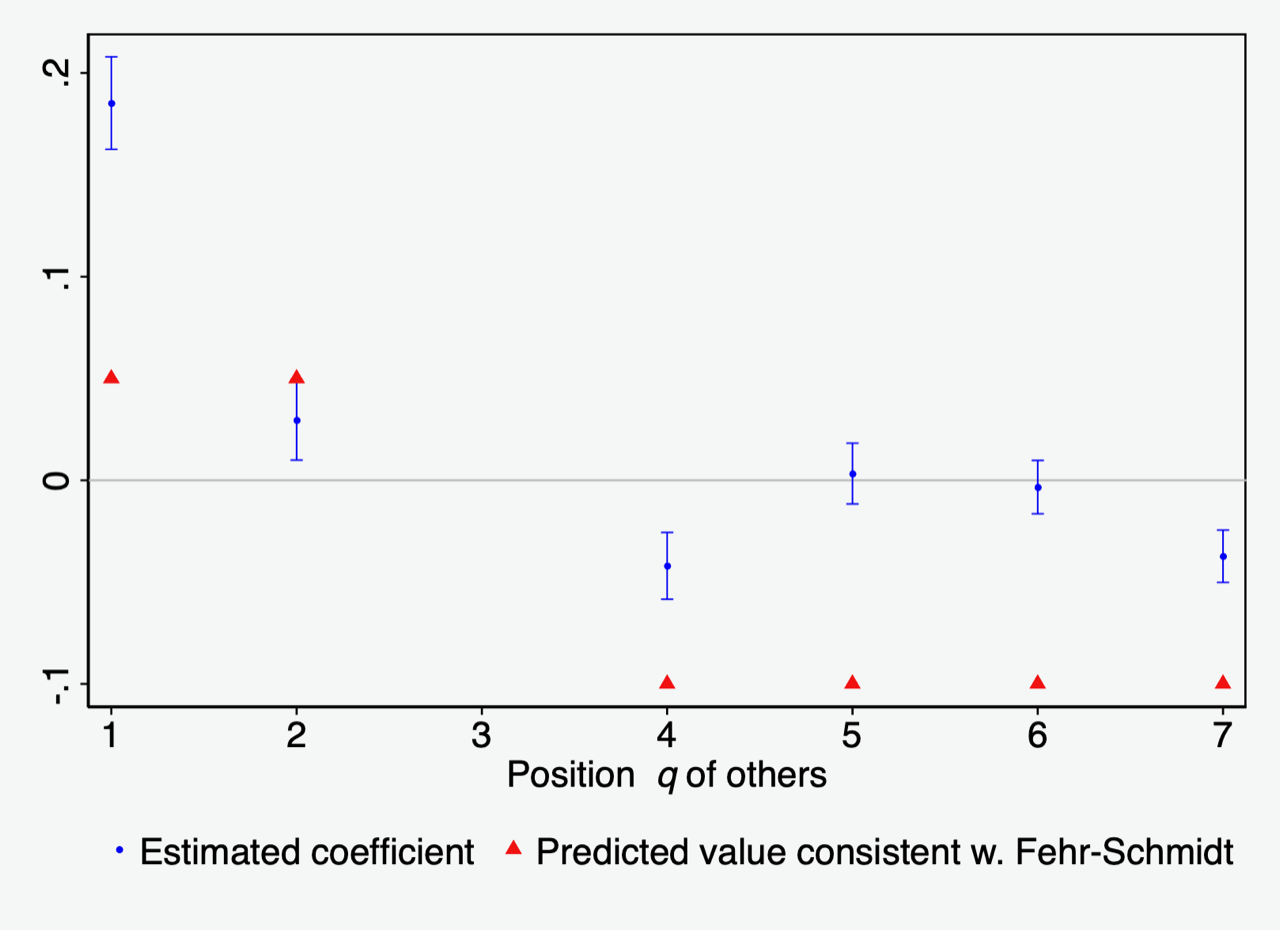 .2
.1
0
-.1
1 2 3 4 5 6 7
Position q of others
Estimated coefficient Predicted value consistent w. Fehr-Schmidt